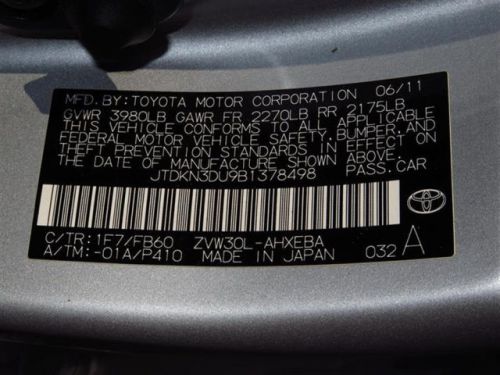 MFD. BY: TOYOTA MOTOR CORPORATION 06/11
GVWR 3980LB GAWR FR 2270LB RR 2175LB
THIS VEHICLE CONFORMS TO ALL APPLICABLE
FEDERAL MOTOR VEHICLE SAFETY, BUMPER, AND
THEFT PREVENTION STANDARDS IN EFFECT ON
THE DATE OF MANUFACTURE SHOWN ABOVE.
JTDKN3DU9B1378498 PASS.CAR
C/TR: 1F7/FB60 ZVW30L-AHXEBA
A/TM: -01A/P410 MADE IN JAPAN 032 A